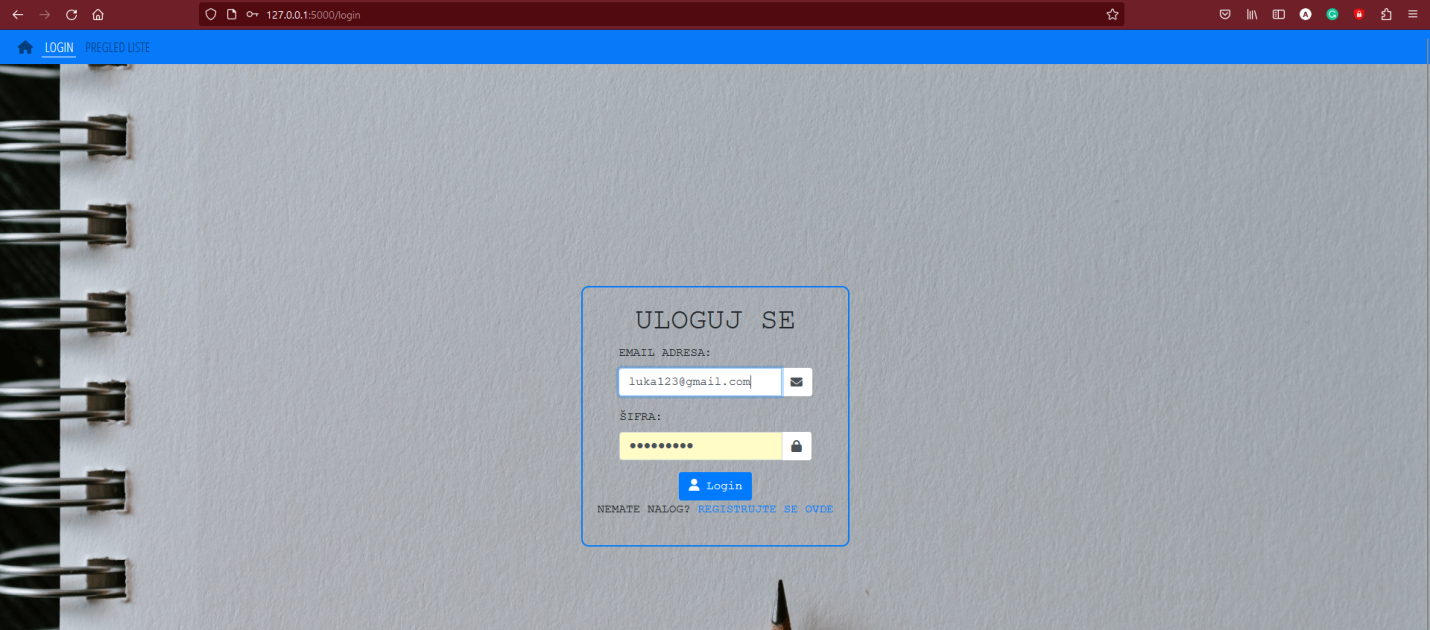 127.0.0.1:5000/login
LOGIN PREGLED LISTE
ULOGUJ SE
EMAIL ADRESA:
luka123@gmail.com
ŠIFRA:
•••••••••
Login
NEMATE NALOG? REGISTRUJTE SE OVDE